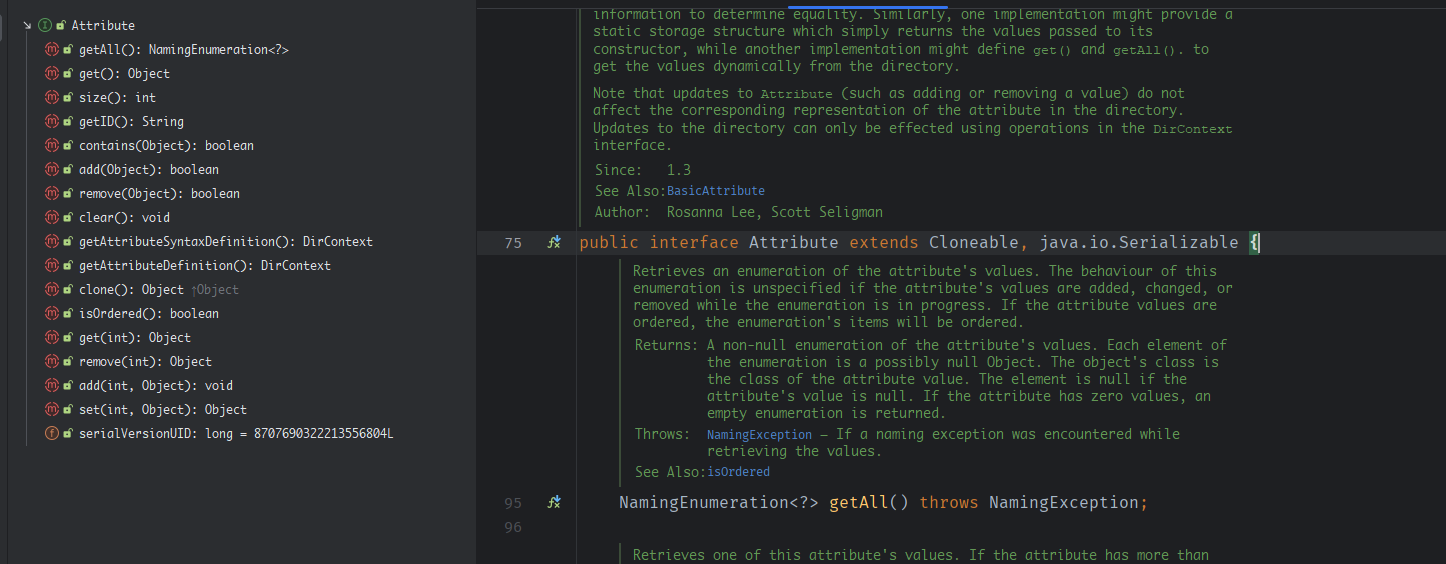 Attribute
getAll(): NamingEnumeration<?>
get(): Object
size(): int
getID(): String
contains(Object): boolean
add(Object): boolean
remove(Object): boolean
clear(): void
getAttributeSyntaxDefinition(): DirContext
getAttributeDefinition(): DirContext
clone(): Object ↑Object
isOrdered(): boolean
get(int): Object
remove(int): Object
add(int, Object): void
set(int, Object): Object
serialVersionUID: long = 8707690322213556804L
information to determine equality. Similarly, one implementation might provide a
static storage structure which simply returns the values passed to its
constructor, while another implementation might define get() and getAll(). to
get the values dynamically from the directory.
Note that updates to Attribute (such as adding or removing a value) do not
affect the corresponding representation of the attribute in the directory.
Updates to the directory can only be effected using operations in the DirContext
interface.
Since: 1.3
See Also:BasicAttribute
Author: Rosanna Lee, Scott Seligman
75 public interface Attribute extends Cloneable, java.io.Serializable {
Retrieves an enumeration of the attribute's values. The behaviour of this
enumeration is unspecified if the attribute's values are added, changed, or
removed while the enumeration is in progress. If the attribute values are
ordered, the enumeration's items will be ordered.
Returns: A non-null enumeration of the attribute's values. Each element of
the enumeration is a possibly null Object. The object's class is
the class of the attribute value. The element is null if the
attribute's value is null. If the attribute has zero values, an
empty enumeration is returned.
Throws: NamingException – If a naming exception was encountered while
retrieving the values.
See Also:isOrdered
95 NamingEnumeration<?> getAll() throws NamingException;
96
Retrieves one of this attribute's values. If the attribute has more than